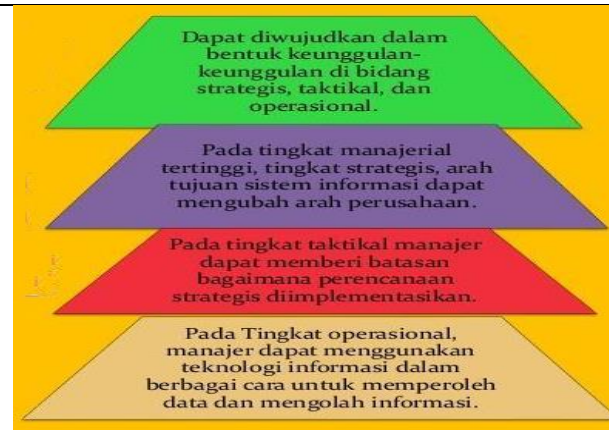 Dapat diwujudkan dalam
bentuk keunggulan-
keunggulan di bidang
strategis, taktikal, dan
operasional.
Pada tingkat manajerial
tertinggi, tingkat strategis, arah
tujuan sistem informasi dapat
mengubah arah perusahaan.
Pada tingkat taktikal manajer
dapat memberi batasan
bagaimana perencanaan
strategis diimplementasikan.
Pada Tingkat operasional,
manajer dapat menggunakan
teknologi informasi dalam
berbagai cara untuk memperoleh
data dan mengolah informasi.